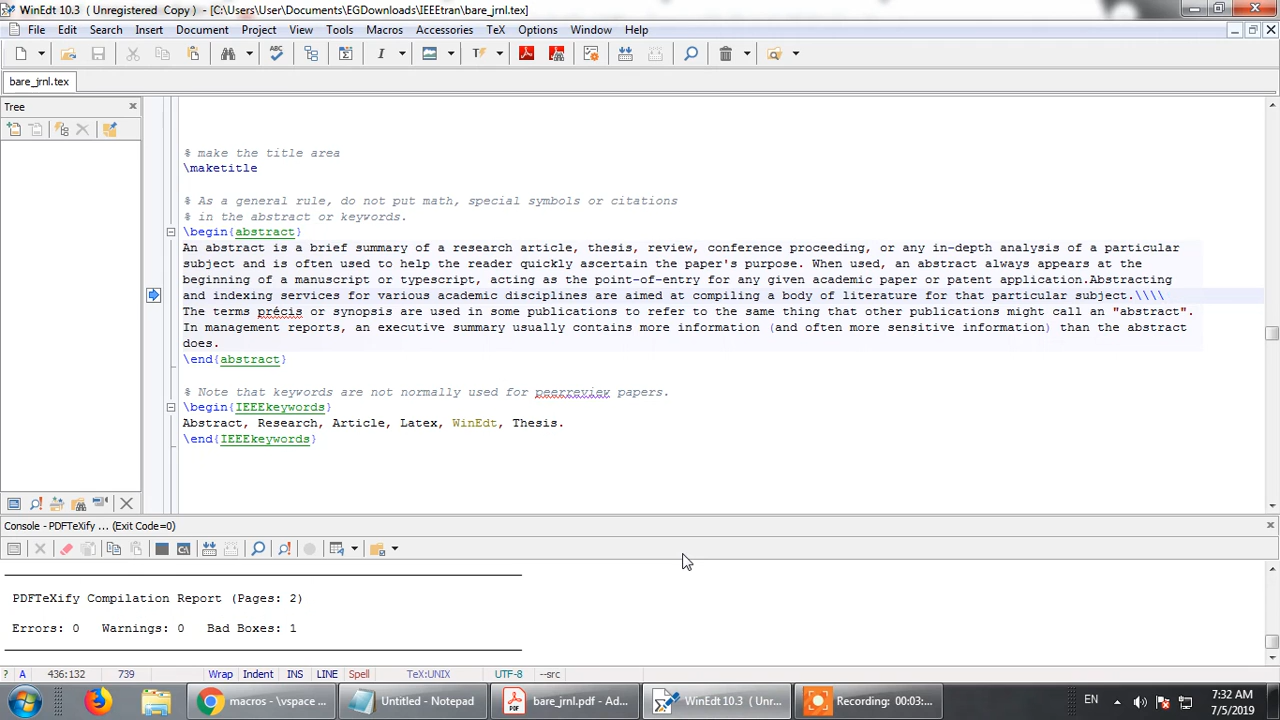 WinEdt 10.3 ( Unregistered Copy ) - [C:\Users\User\Documents\EGDownloads\IEEEtran\bare_jrnl.tex]
File Edit Search Insert Document Project View Tools Macros Accessories TeX Options Window Help
bare_jrnl.tex
Tree
% make the title area
\maketitle
% As a general rule, do not put math, special symbols or citations
% in the abstract or keywords.
\begin{abstract}
An abstract is a brief summary of a research article, thesis, review, conference proceeding, or any in-depth analysis of a particular
subject and is often used to help the reader quickly ascertain the paper's purpose. When used, an abstract always appears at the
beginning of a manuscript or typescript, acting as the point-of-entry for any given academic paper or patent application.Abstracting
and indexing services for various academic disciplines are aimed at compiling a body of literature for that particular subject.\\\\
The terms précis or synopsis are used in some publications to refer to the same thing that other publications might call an "abstract".
In management reports, an executive summary usually contains more information (and often more sensitive information) than the abstract
does.
\end{abstract}
% Note that keywords are not normally used for peerreview papers.
\begin{IEEEkeywords}
Abstract, Research, Article, Latex, WinEdt, Thesis.
\end{IEEEkeywords}
Console - PDFTeXify ... (Exit Code=0)
PDFTeXify Compilation Report (Pages: 2)
Errors: 0 Warnings: 0 Bad Boxes: 1
? A 436:132 739 Wrap Indent INS LINE Spell TeX:UNIX UTF-8 --src
macros - \vspace ... Untitled - Notepad bare_jrnl.pdf - Ad... WinEdt 10.3 (Unr... Recording: 00:03:... EN 7:32 AM
7/5/2019